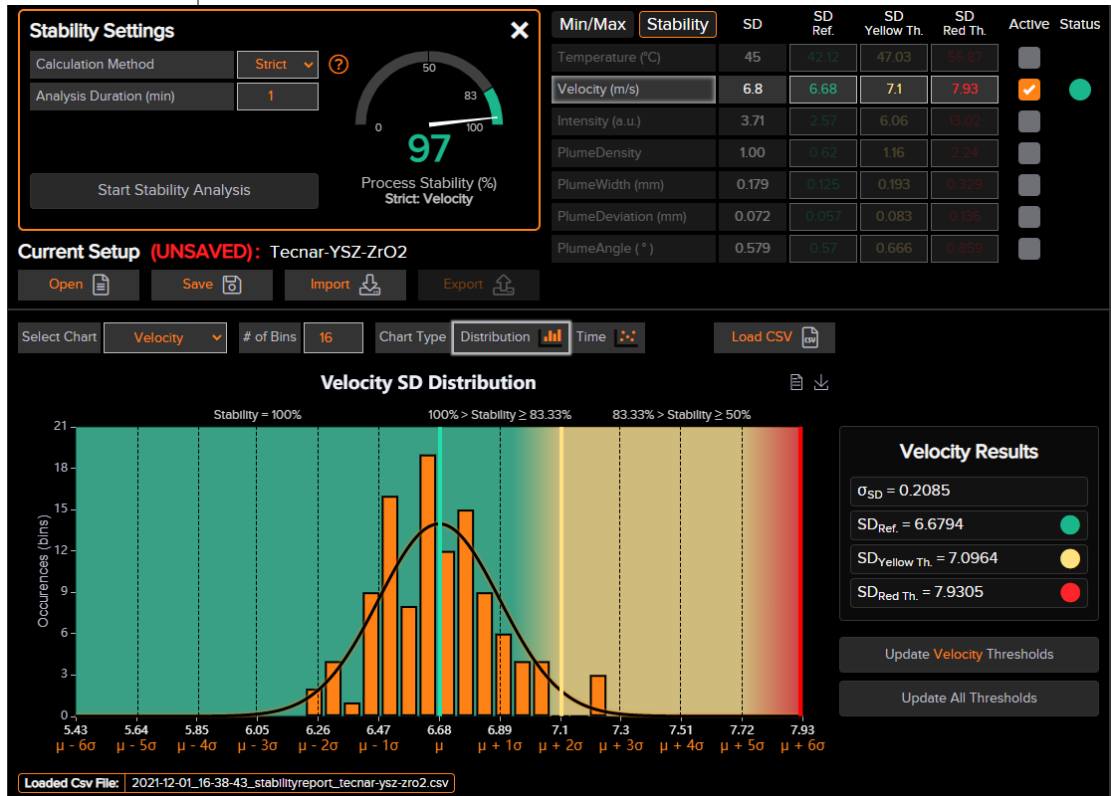 Stability Settings
Calculation Method Strict
Analysis Duration (min) 1
Start Stability Analysis
50
83
0
100
97
Process Stability (%)
Strict: Velocity
Min/Max Stability SD SD Ref. SD Yellow Th. SD Red Th. Active Status
Temperature (°C) 45 42.12 47.03 56.87
Velocity (m/s) 6.8 6.68 7.1 7.93
Intensity (a.u.) 3.71 2.57 6.06 13.02
PlumeDensity 1.00 0.62 1.16 2.24
PlumeWidth (mm) 0.179 0.125 0.193 0.329
PlumeDeviation (mm) 0.072 0.057 0.083 0.136
PlumeAngle (°) 0.579 0.57 0.666 0.859
Current Setup (UNSAVED): Tecnar-YSZ-ZrO2
Open Save Import Export
Select Chart Velocity # of Bins 16 Chart Type Distribution Time Load CSV
Velocity SD Distribution
Stability = 100% 100% > Stability ≥ 83.33% 83.33% > Stability ≥ 50%
Occurences (bins)
21
18
15
12
9
6
3
0
5.43 5.64 5.85 6.05 6.26 6.47 6.68 6.89 7.1 7.3 7.51 7.72 7.93
μ - 6σ μ - 5σ μ - 4σ μ - 3σ μ - 2σ μ - 1σ μ μ + 1σ μ + 2σ μ + 3σ μ + 4σ μ + 5σ μ + 6σ
Velocity Results
σSD = 0.2085
SDRef. = 6.6794
SDYellow Th. = 7.0964
SDRed Th. = 7.9305
Update Velocity Thresholds
Update All Thresholds
Loaded Csv File: 2021-12-01_16-38-43_stabilityreport_tecnar-ysz-zro2.csv